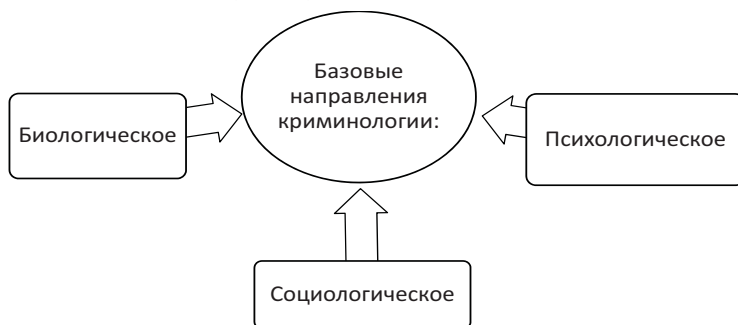 Базовые
направления
криминологии:
Биологическое
Психологическое
Социологическое